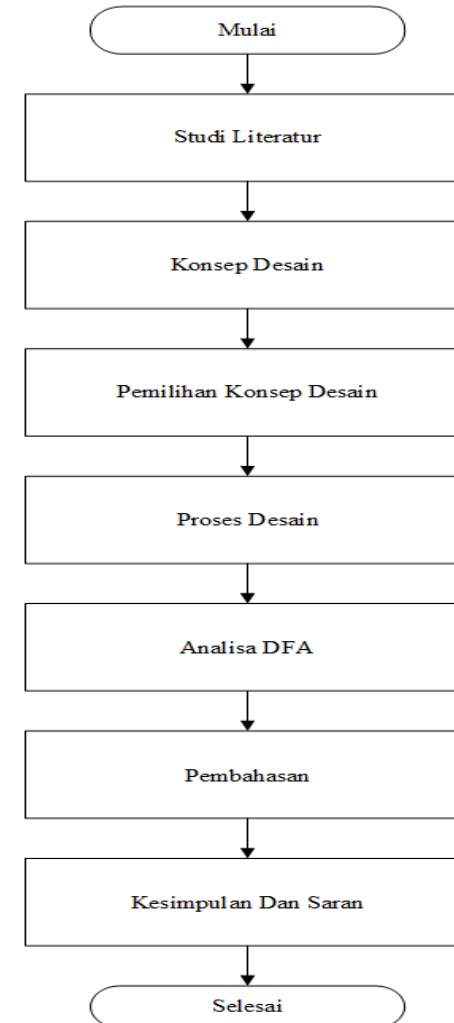 Mulai
Studi Literatur
Konsep Desain
Pemilihan Konsep Desain
Proses Desain
Analisa DFA
Pembahasan
Kesimpulan Dan Saran
Selesai